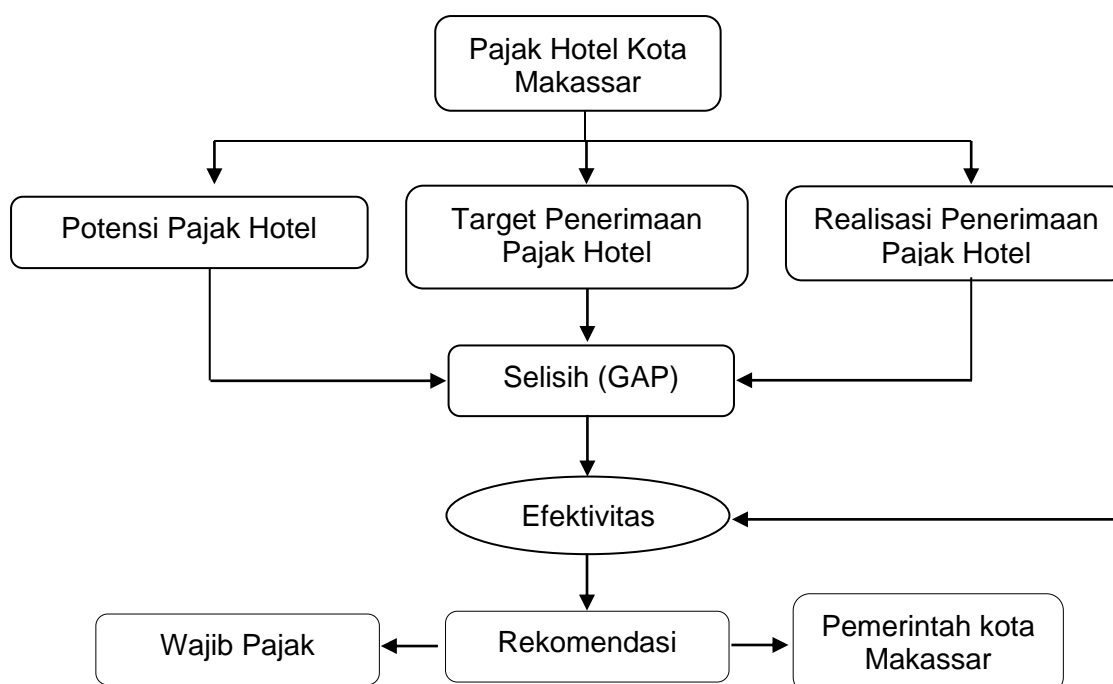 Pajak Hotel Kota
Makassar
Potensi Pajak Hotel
Target Penerimaan
Pajak Hotel
Realisasi Penerimaan
Pajak Hotel
Selisih (GAP)
Efektivitas
Wajib Pajak
Rekomendasi
Pemerintah kota
Makassar